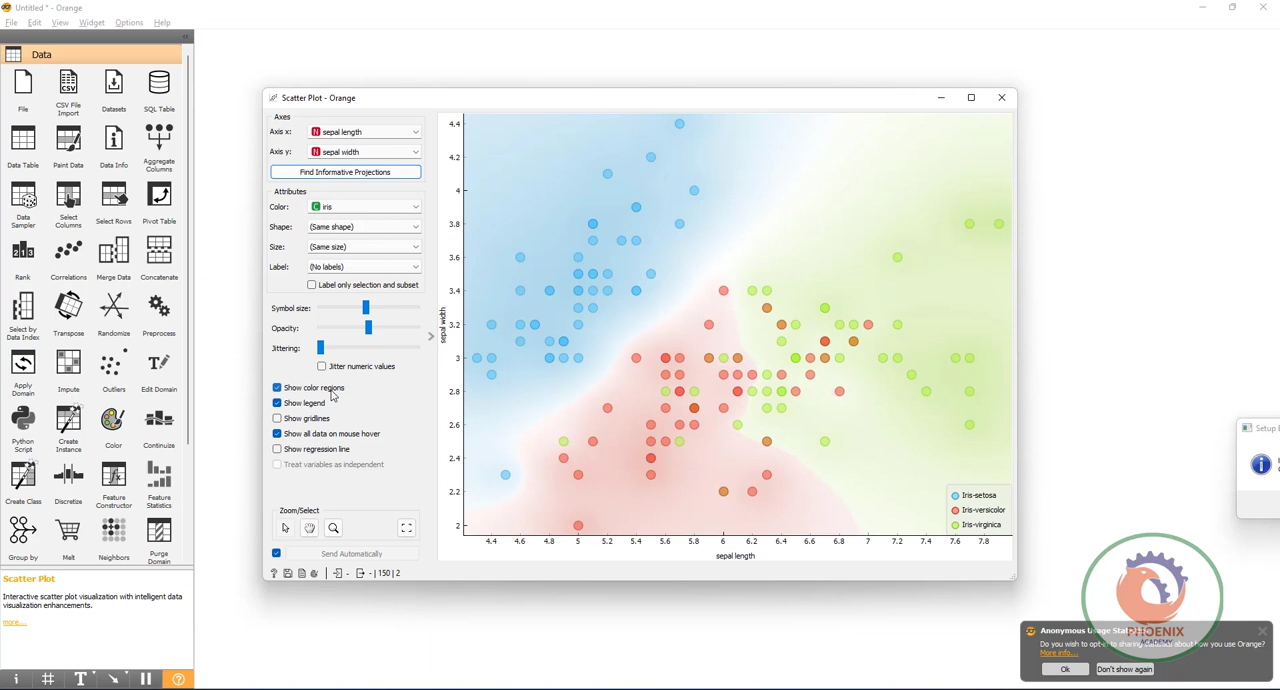 Untitled * - Orange
File Edit View Widget Options Help
Data
File
CSV File Import
Datasets
SQL Table
Data Table
Paint Data
Data Info
Aggregate Columns
Data Sampler
Select Columns
Select Rows
Pivot Table
Rank
Correlations
Merge Data
Concatenate
Select by Data Index
Transpose
Randomize
Preprocess
Apply Domain
Impute
Outliers
Edit Domain
Python Script
Create Instance
Color
Continuize
Create Class
Discretize
Feature Constructor
Feature Statistics
Group by
Melt
Neighbors
Purge Domain
Scatter Plot
Interactive scatter plot visualization with intelligent data
visualization enhancements.
more...
Scatter Plot - Orange
Axes
Axis x: N sepal length
Axis y: N sepal width
Find Informative Projections
Attributes
Color: C iris
Shape: (Same shape)
Size: (Same size)
Label: (No labels)
Label only selection and subset
Symbol size:
Opacity:
Jittering:
Jitter numeric values
Show color regions
Show legend
Show gridlines
Show all data on mouse hover
Show regression line
Treat variables as independent
Zoom/Select
Send Automatically
- | 150 | 2
sepal width
4.4
4.2
4
3.8
3.6
3.4
3.2
3
2.8
2.6
2.4
2.2
2
4.4 4.6 4.8 5 5.2 5.4 5.6 5.8 6 6.2 6.4 6.6 6.8 7 7.2 7.4 7.6 7.8
sepal length
Iris-setosa
Iris-versicolor
Iris-virginica
Setup
PHOENIX
ACADEMY
Anonymous Usage
Do you wish to opt-in to sharing about how you use Orange?
More info...
Ok
Don't show again